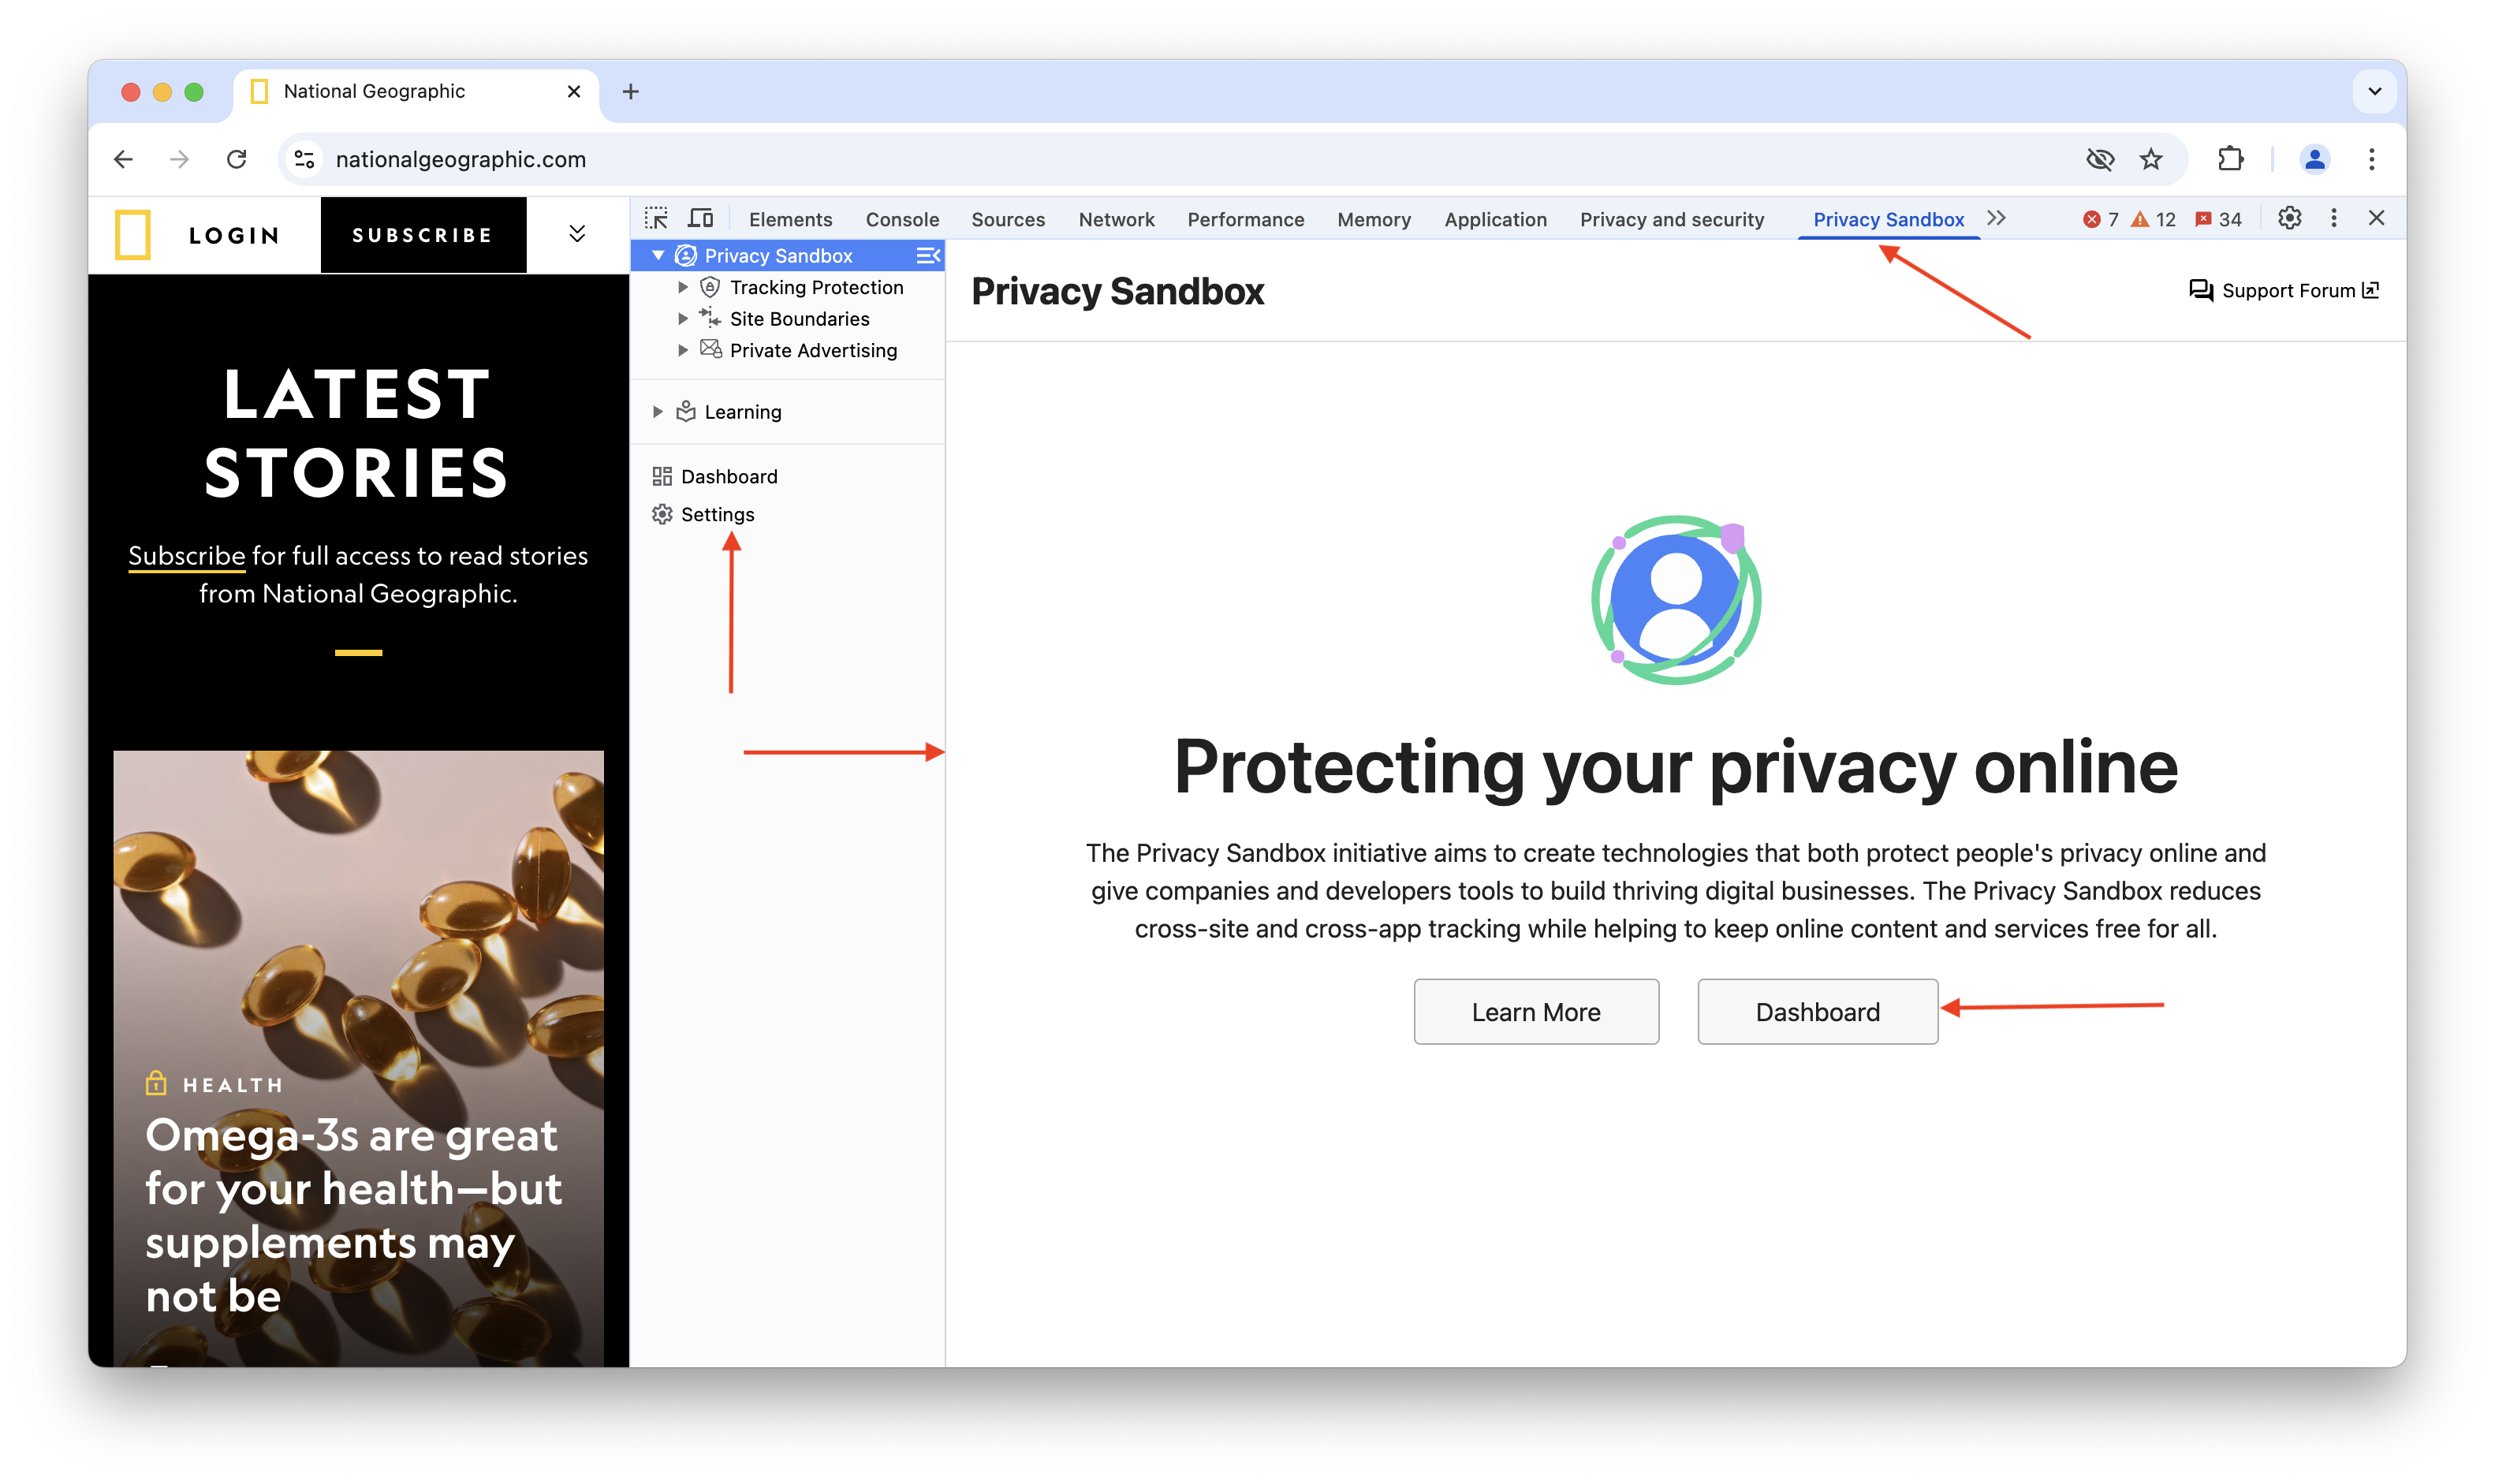 National Geographic
nationalgeographic.com
LOGIN
SUBSCRIBE
LATEST
STORIES
Subscribe for full access to read stories
from National Geographic.
HEALTH
Omega-3s are great
for your health—but
supplements may
not be
Elements Console Sources Network Performance Memory Application Privacy and security Privacy Sandbox 7 12 34
Privacy Sandbox
Tracking Protection
Site Boundaries
Private Advertising
Learning
Dashboard
Settings
Privacy Sandbox
Support Forum
Protecting your privacy online
The Privacy Sandbox initiative aims to create technologies that both protect people's privacy online and
give companies and developers tools to build thriving digital businesses. The Privacy Sandbox reduces
cross-site and cross-app tracking while helping to keep online content and services free for all.
Learn More
Dashboard